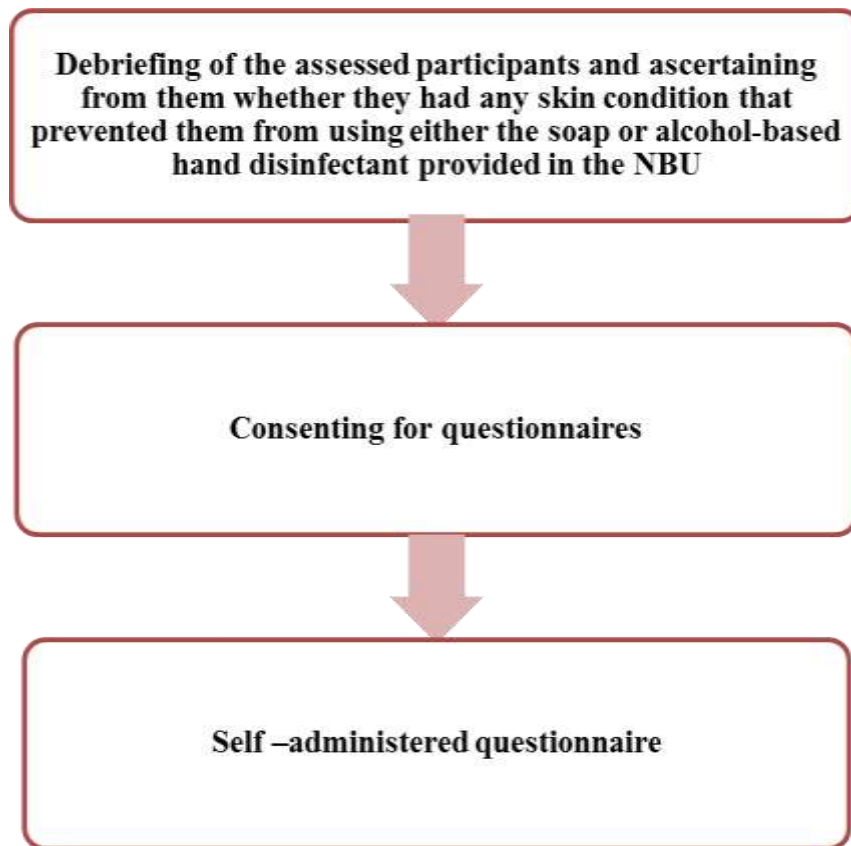 Debriefing of the assessed participants and ascertaining
from them whether they had any skin condition that
prevented them from using either the soap or alcohol-based
hand disinfectant provided in the NBU
Consenting for questionnaires
Self –administered questionnaire